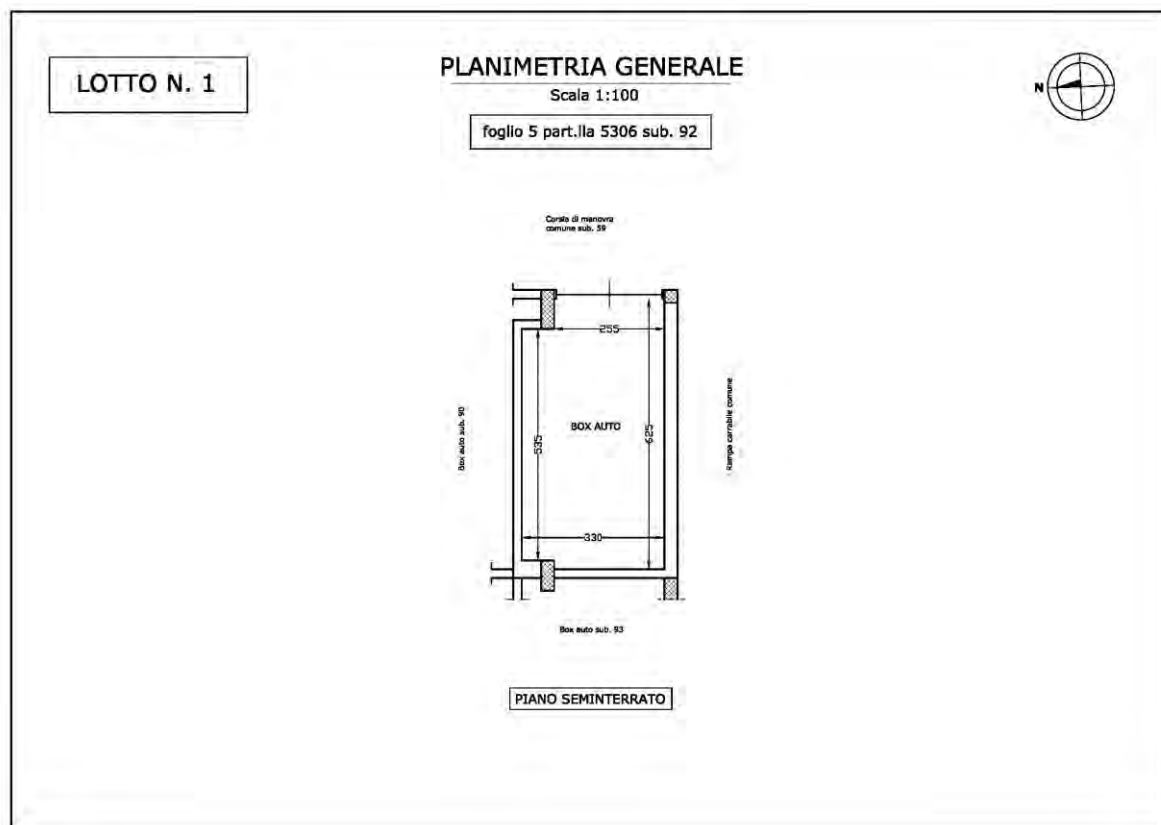 LOTTO N. 1
PLANIMETRIA GENERALE
Scala 1:100
foglio 5 part.lla 5306 sub. 92
N
Corsia di manovra
comune sub. 59
255
Box auto sub. 90
535
BOX AUTO
625
Rampa carrabile comune
330
Box auto sub. 93
PIANO SEMINTERRATO